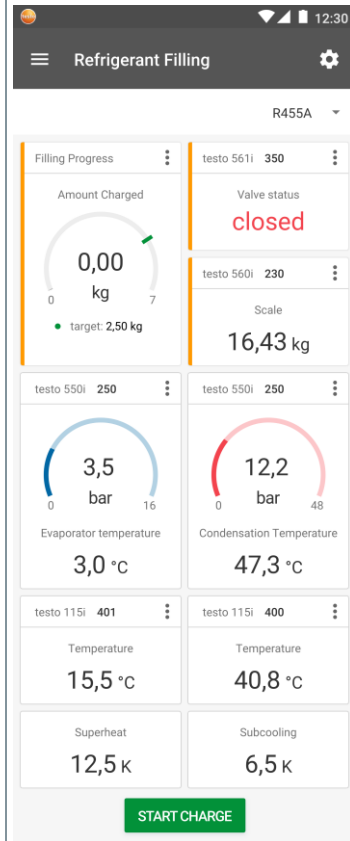 12:30
Refrigerant Filling
R455A
Filling Progress
Amount Charged
0,00
kg
0 7
target: 2,50 kg
testo 561i 350
Valve status
closed
testo 560i 230
Scale
16,43 kg
testo 550i 250
3,5
bar
0 16
Evaporator temperature
3,0 °C
testo 550i 250
12,2
bar
0 48
Condensation Temperature
47,3 °C
testo 115i 401
Temperature
15,5 °C
testo 115i 400
Temperature
40,8 °C
Superheat
12,5 K
Subcooling
6,5 K
START CHARGE